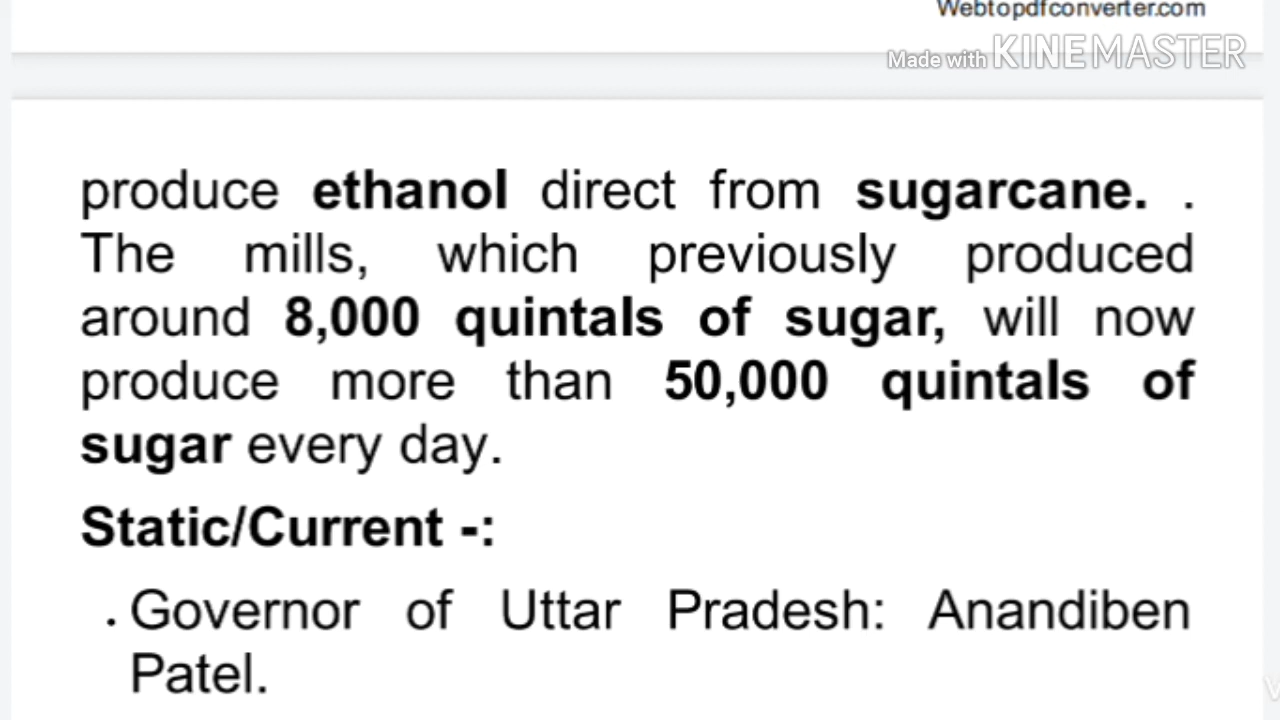 Webtopdfconverter.com
Made with KINEMASTER
produce ethanol direct from sugarcane. .
The mills, which previously produced
around 8,000 quintals of sugar, will now
produce more than 50,000 quintals of
sugar every day.
Static/Current -:
. Governor of Uttar Pradesh: Anandiben
Patel.